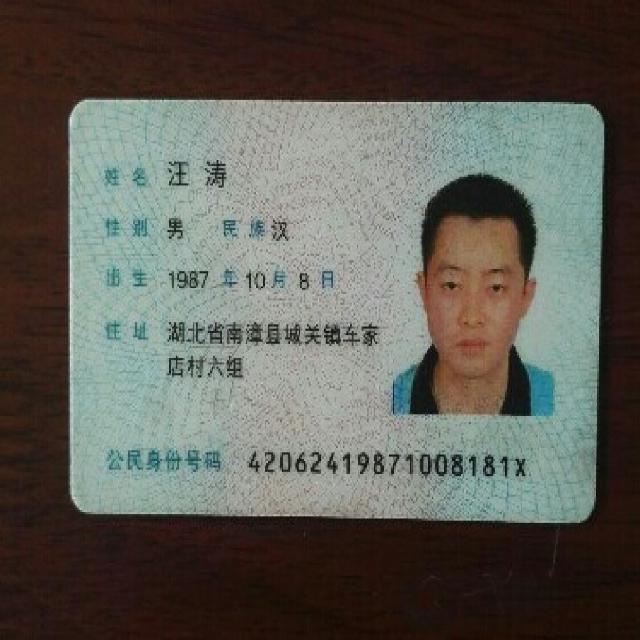 姓名 汪涛
性别 男 民族 汉
出生 1987 年 10 月 8 日
住址 湖北省南漳县城关镇车家
店村六组
公民身份号码 42062419871008181X